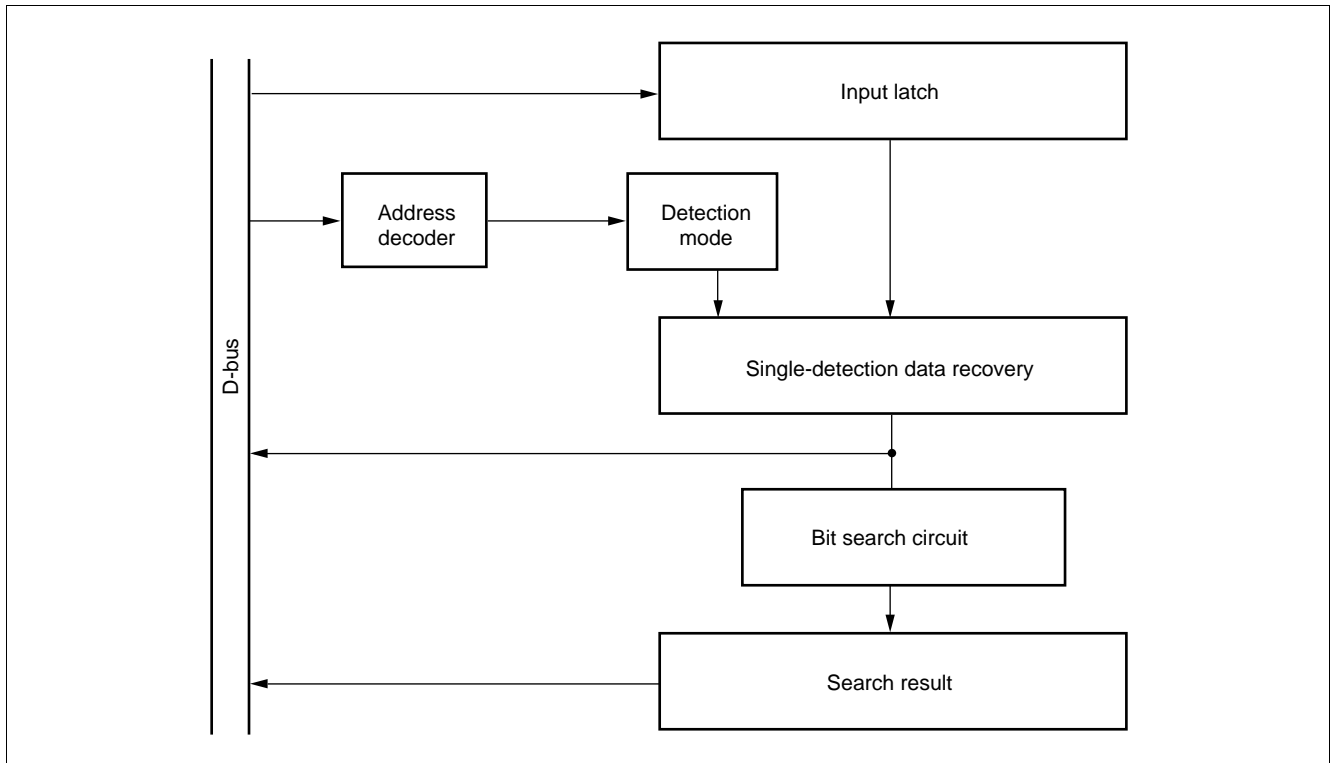 Input latch
Address
decoder
Detection
mode
D-bus
Single-detection data recovery
Bit search circuit
Search result